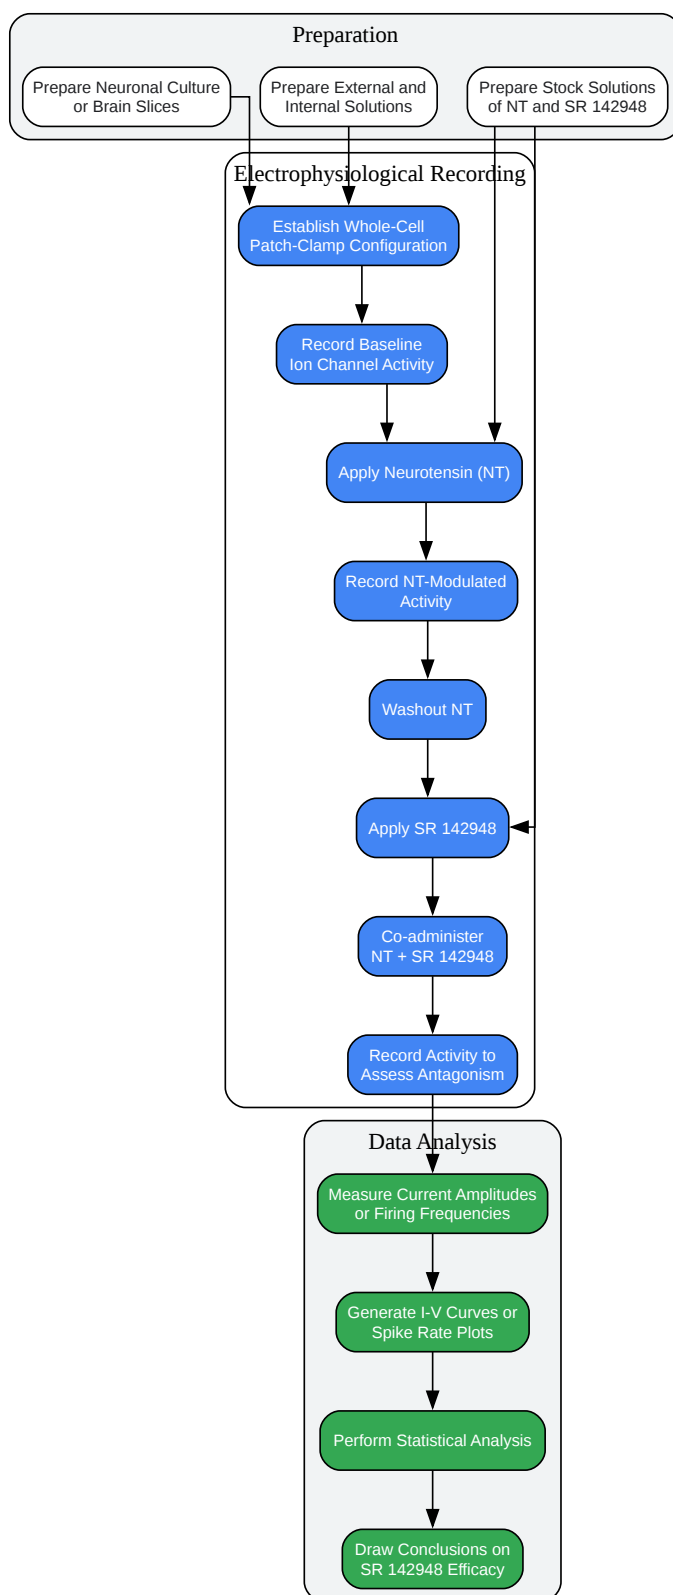 Preparation
Prepare Neuronal Culture
or Brain Slices
Prepare External and
Internal Solutions
Prepare Stock Solutions
of NT and SR 142948
Electrophysiological Recording
Establish Whole-Cell
Patch-Clamp Configuration
Record Baseline
Ion Channel Activity
Apply Neurotensin (NT)
Record NT-Modulated
Activity
Washout NT
Apply SR 142948
Co-administer
NT + SR 142948
Record Activity to
Assess Antagonism
Data Analysis
Measure Current Amplitudes
or Firing Frequencies
Generate I-V Curves or
Spike Rate Plots
Perform Statistical Analysis
Draw Conclusions on
SR 142948 Efficacy